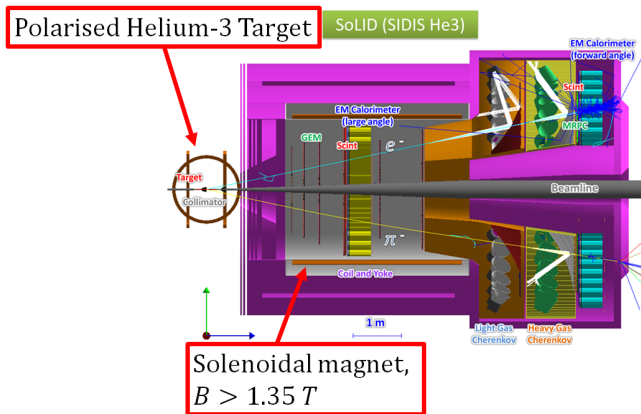 Polarised Helium-3 Target
SoLID (SIDIS He3)
EM Calorimeter
(forward angle)
EM Calorimeter
(large angle)
Scint
GEM
Scint
e-
MRPC
Target
Collimator
Beamline
π-
Coil and Yoke
1 m
Light Gas
Cherenkov
Heavy Gas
Cherenkov
Solenoidal magnet,
B > 1.35 T